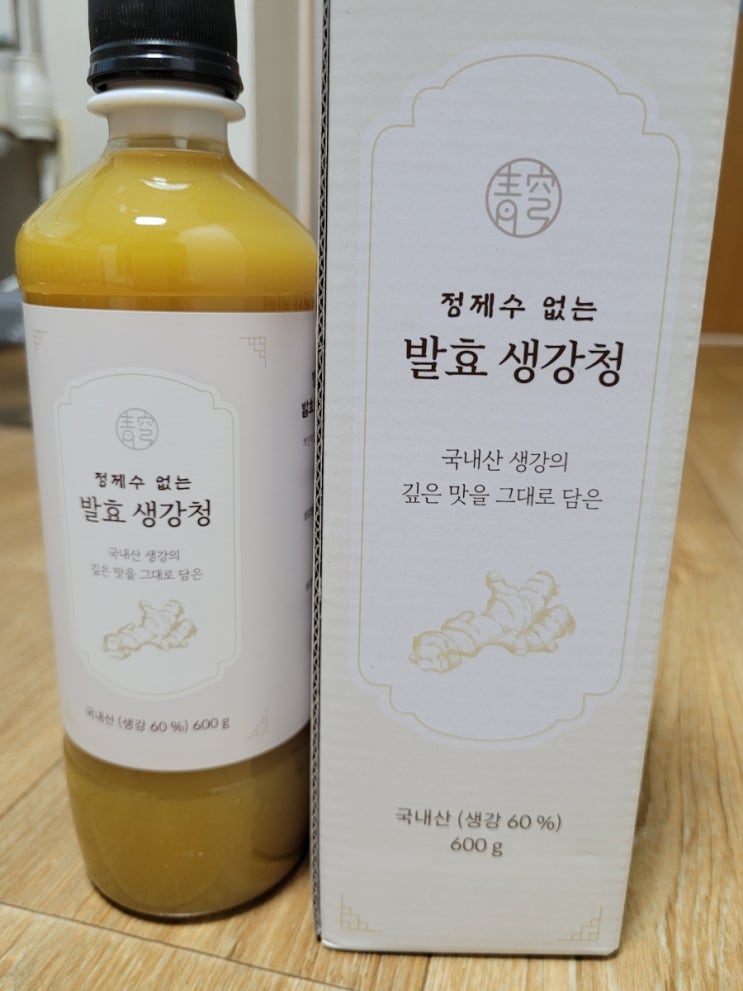 정제수 없는
발효 생강청
국내산 생강의
깊은 맛을 그대로 담은
국내산 (생강 60 %) 600 g
정제수 없는
발효 생강청
국내산 생강의
깊은 맛을 그대로 담은
국내산 (생강 60 %)
600 g